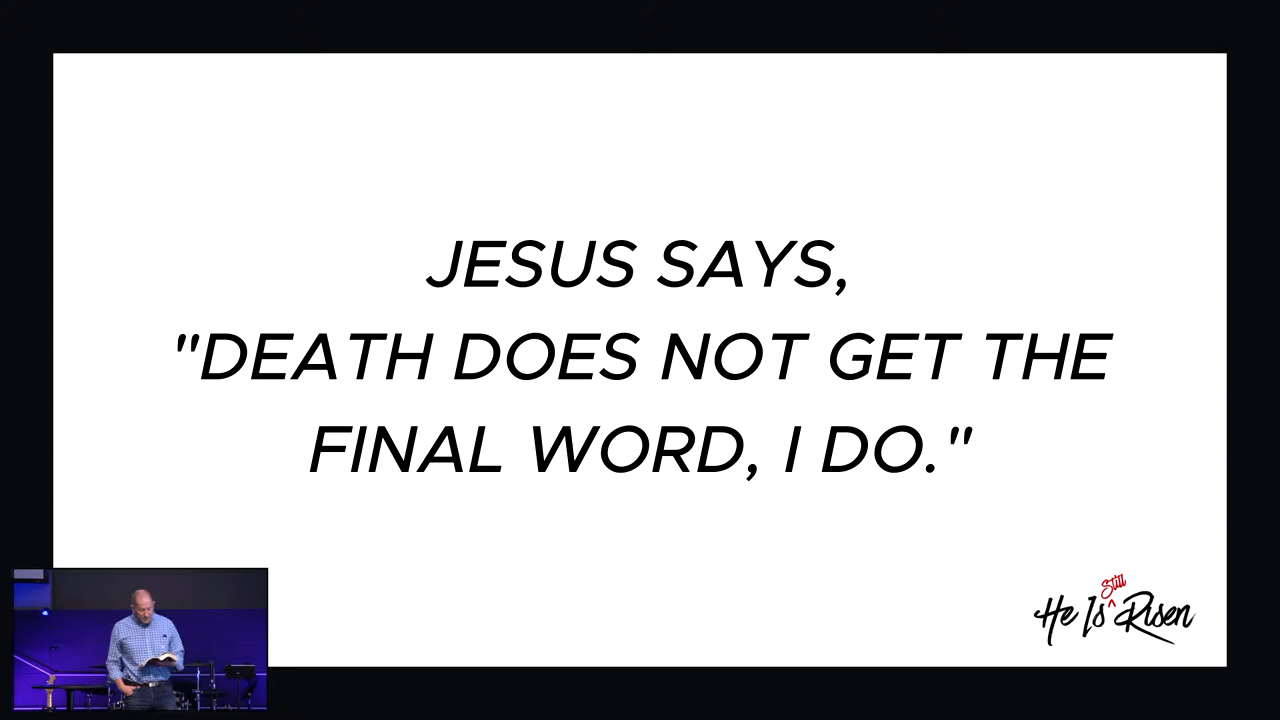 JESUS SAYS,
"DEATH DOES NOT GET THE
FINAL WORD, I DO."
Still
He Is ^ Risen